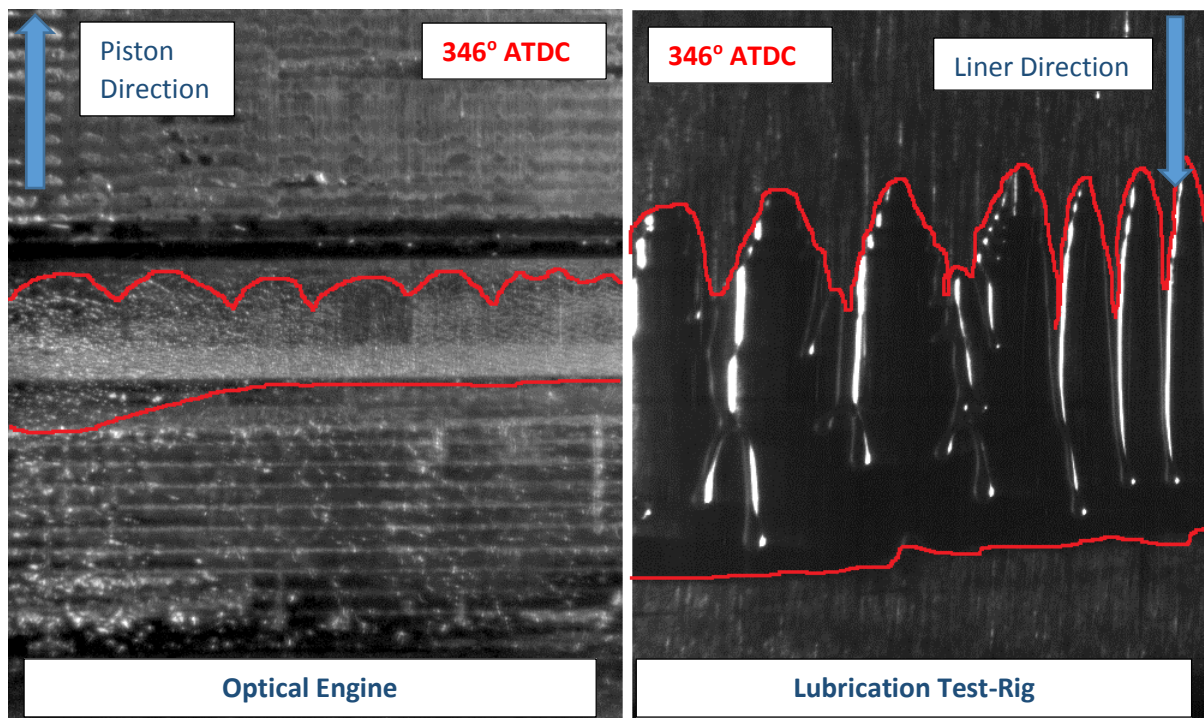 Piston
Direction
346° ATDC
346° ATDC
Liner Direction
Optical Engine
Lubrication Test-Rig